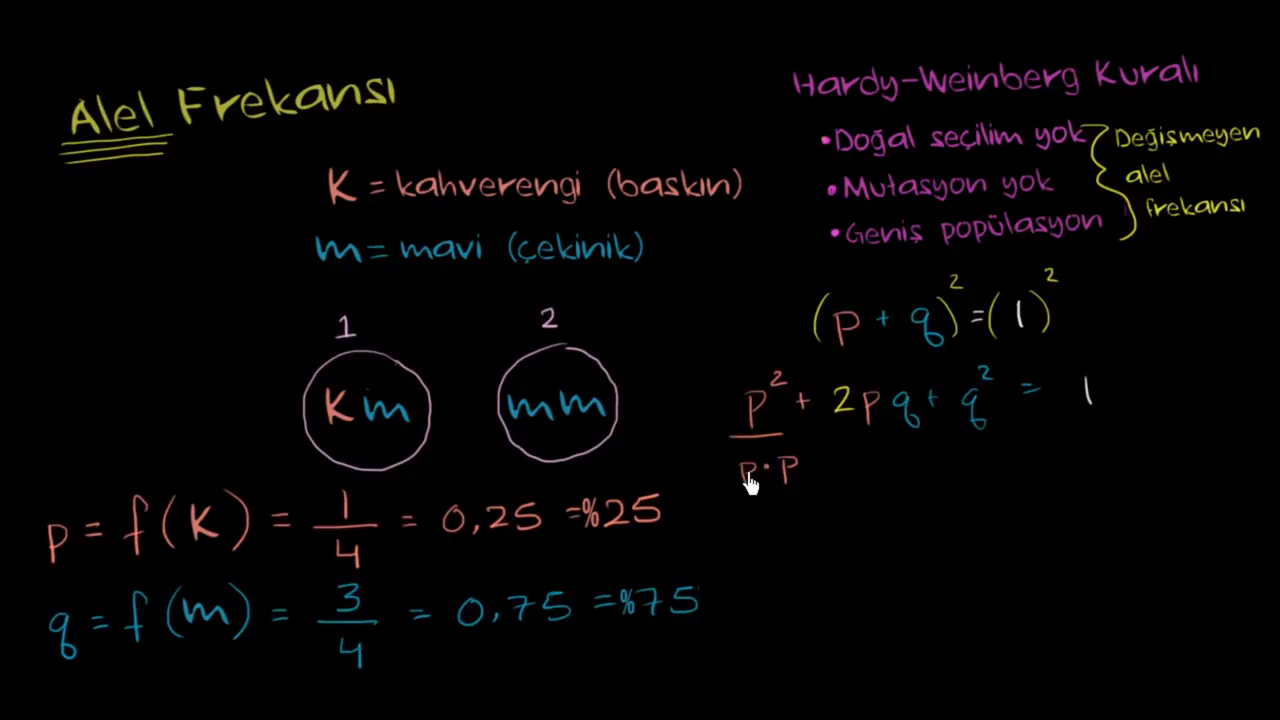 Alel Frekansı
K = kahverengi (baskın)
m = mavi (çekinik)
1
2
Km
mm
p = f(K) = 1/4 = 0,25 = %25
q = f(m) = 3/4 = 0,75 = %75
Hardy-Weinberg Kuralı
• Doğal seçilim yok
• Mutasyon yok
• Geniş popülasyon
Değişmeyen
alel
frekansı
(p + q)² = (1)²
p² + 2pq + q² = 1
p · p